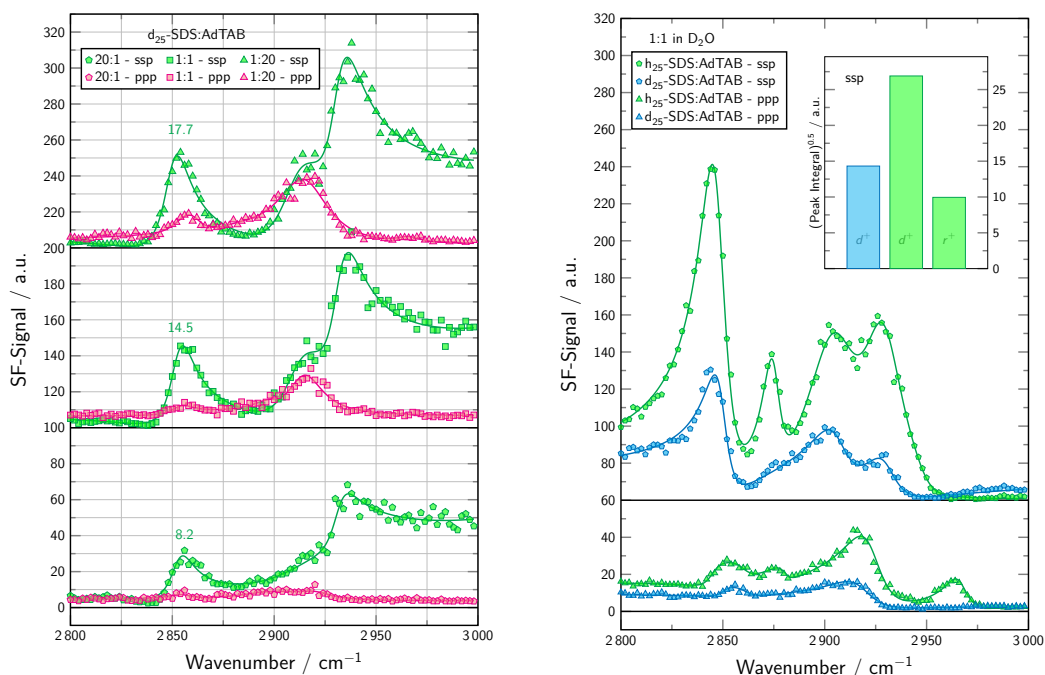 d₂₅-SDS:AdTAB
20:1 - ssp 1:1 - ssp 1:20 - ssp
20:1 - ppp 1:1 - ppp 1:20 - ppp
17.7
14.5
8.2
320
300
280
260
240
220
200
180
160
140
120
100
80
60
40
20
0
SF-Signal / a.u.
2 800 2 850 2 900 2 950 3 000
Wavenumber / cm⁻¹
1:1 in D₂O
h₂₅-SDS:AdTAB - ssp
d₂₅-SDS:AdTAB - ssp
h₂₅-SDS:AdTAB - ppp
d₂₅-SDS:AdTAB - ppp
ssp
(Peak Integral)⁰·⁵ / a.u.
25
20
15
10
5
0
d⁺ d⁺ r⁺
320
300
280
260
240
220
200
180
160
140
120
100
80
60
40
20
0
SF-Signal / a.u.
2 800 2 850 2 900 2 950 3 000
Wavenumber / cm⁻¹